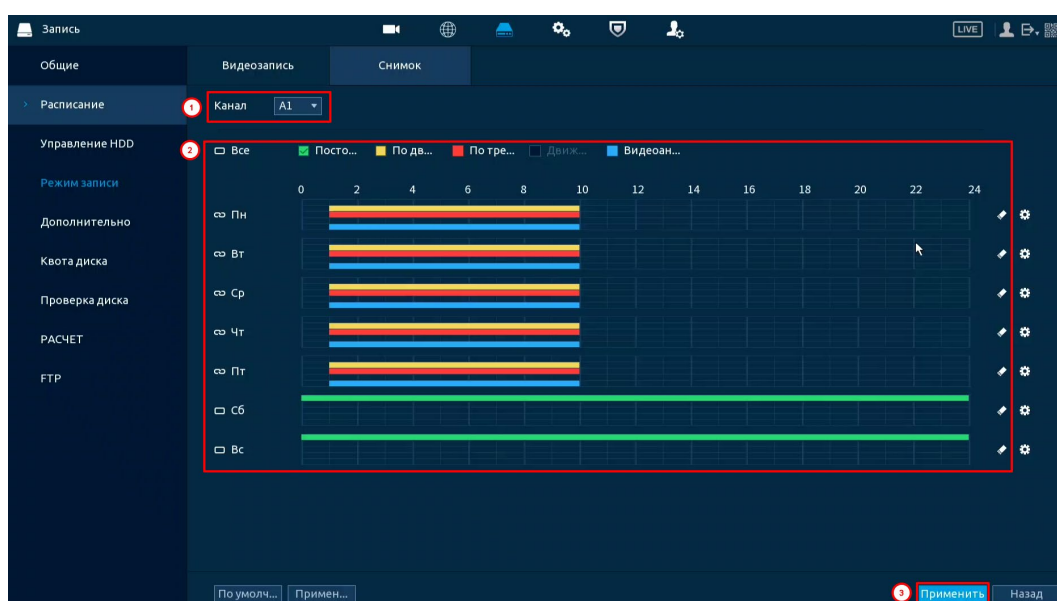 Запись
LIVE
Общие
Видеозапись
Снимок
Расписание
1
Канал
A1
Управление HDD
2
Все
Посто...
По дв...
По тре...
Движ...
Видеоан...
Режим записи
0 2 4 6 8 10 12 14 16 18 20 22 24
Дополнительно
Пн
Квота диска
Вт
Проверка диска
Ср
РАСЧЕТ
Чт
FTP
Пт
Сб
Вс
По умолч...
Примен...
3
Применить
Назад